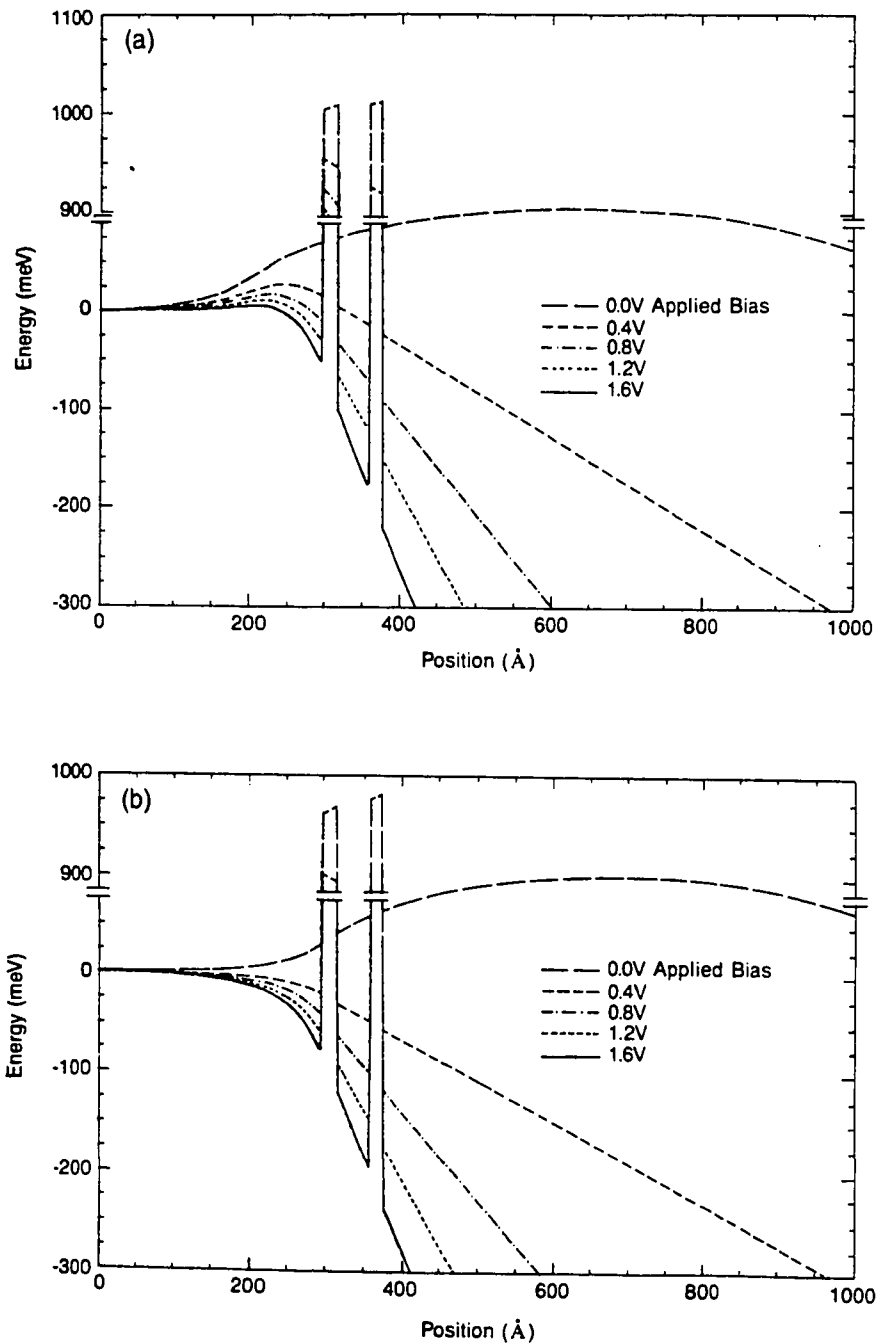 (a)
1100
1000
900
0
-100
-200
-300
Energy (meV)
0.0V Applied Bias
0.4V
0.8V
1.2V
1.6V
0 200 400 600 800 1000
Position (Å)
(b)
1000
900
0
-100
-200
-300
Energy (meV)
0.0V Applied Bias
0.4V
0.8V
1.2V
1.6V
0 200 400 600 800 1000
Position (Å)